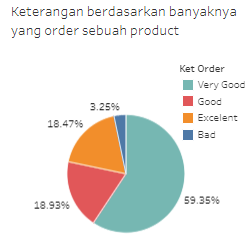 Keterangan berdasarkan banyaknya
yang order sebuah product
Ket Order
Very Good
Good
Excelent
Bad
3.25%
18.47%
18.93%
59.35%